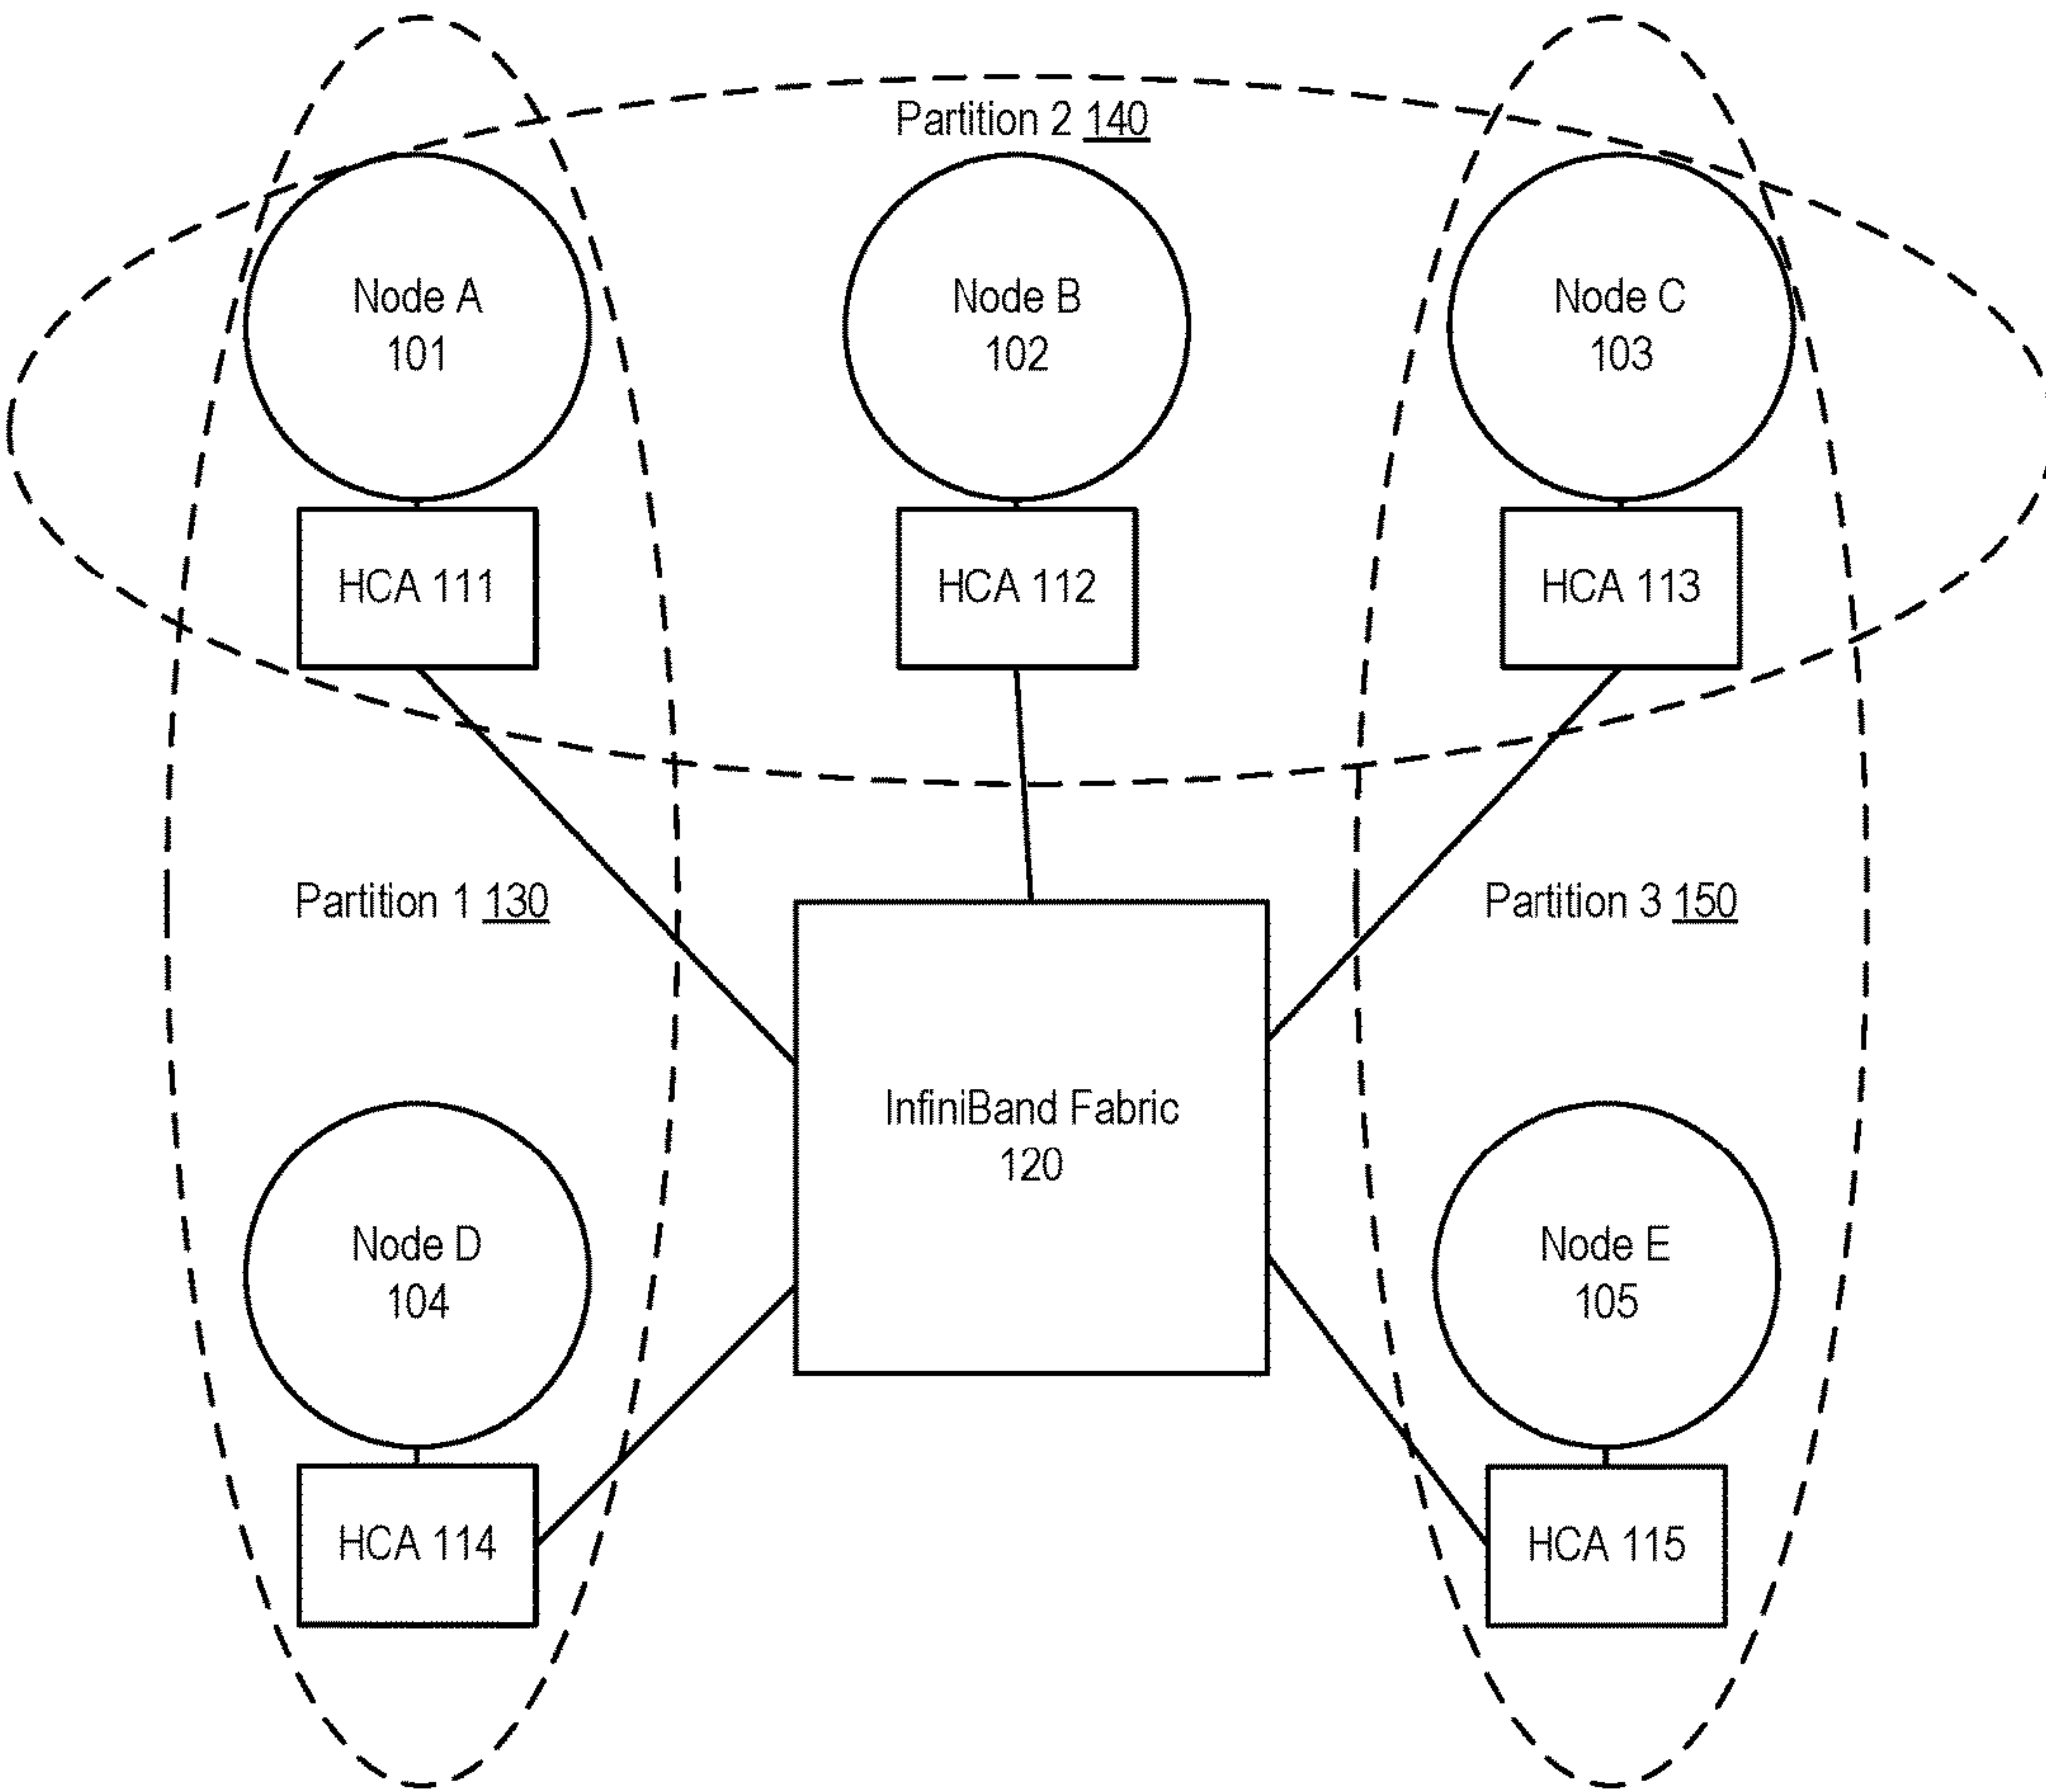 Partition 2 140
Node A
101
Node B
102
Node C
103
HCA 111
HCA 112
HCA 113
Partition 1 130
Partition 3 150
InfiniBand Fabric
120
Node D
104
Node E
105
HCA 114
HCA 115